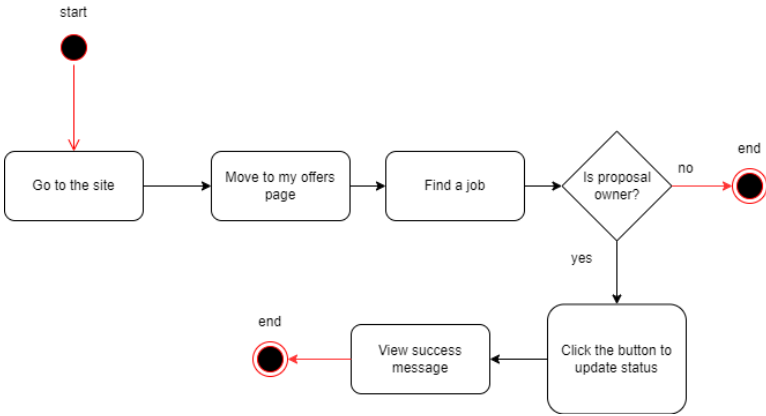 start
Go to the site
Move to my offers
page
Find a job
Is proposal
owner?
no
end
yes
Click the button to
update status
View success
message
end